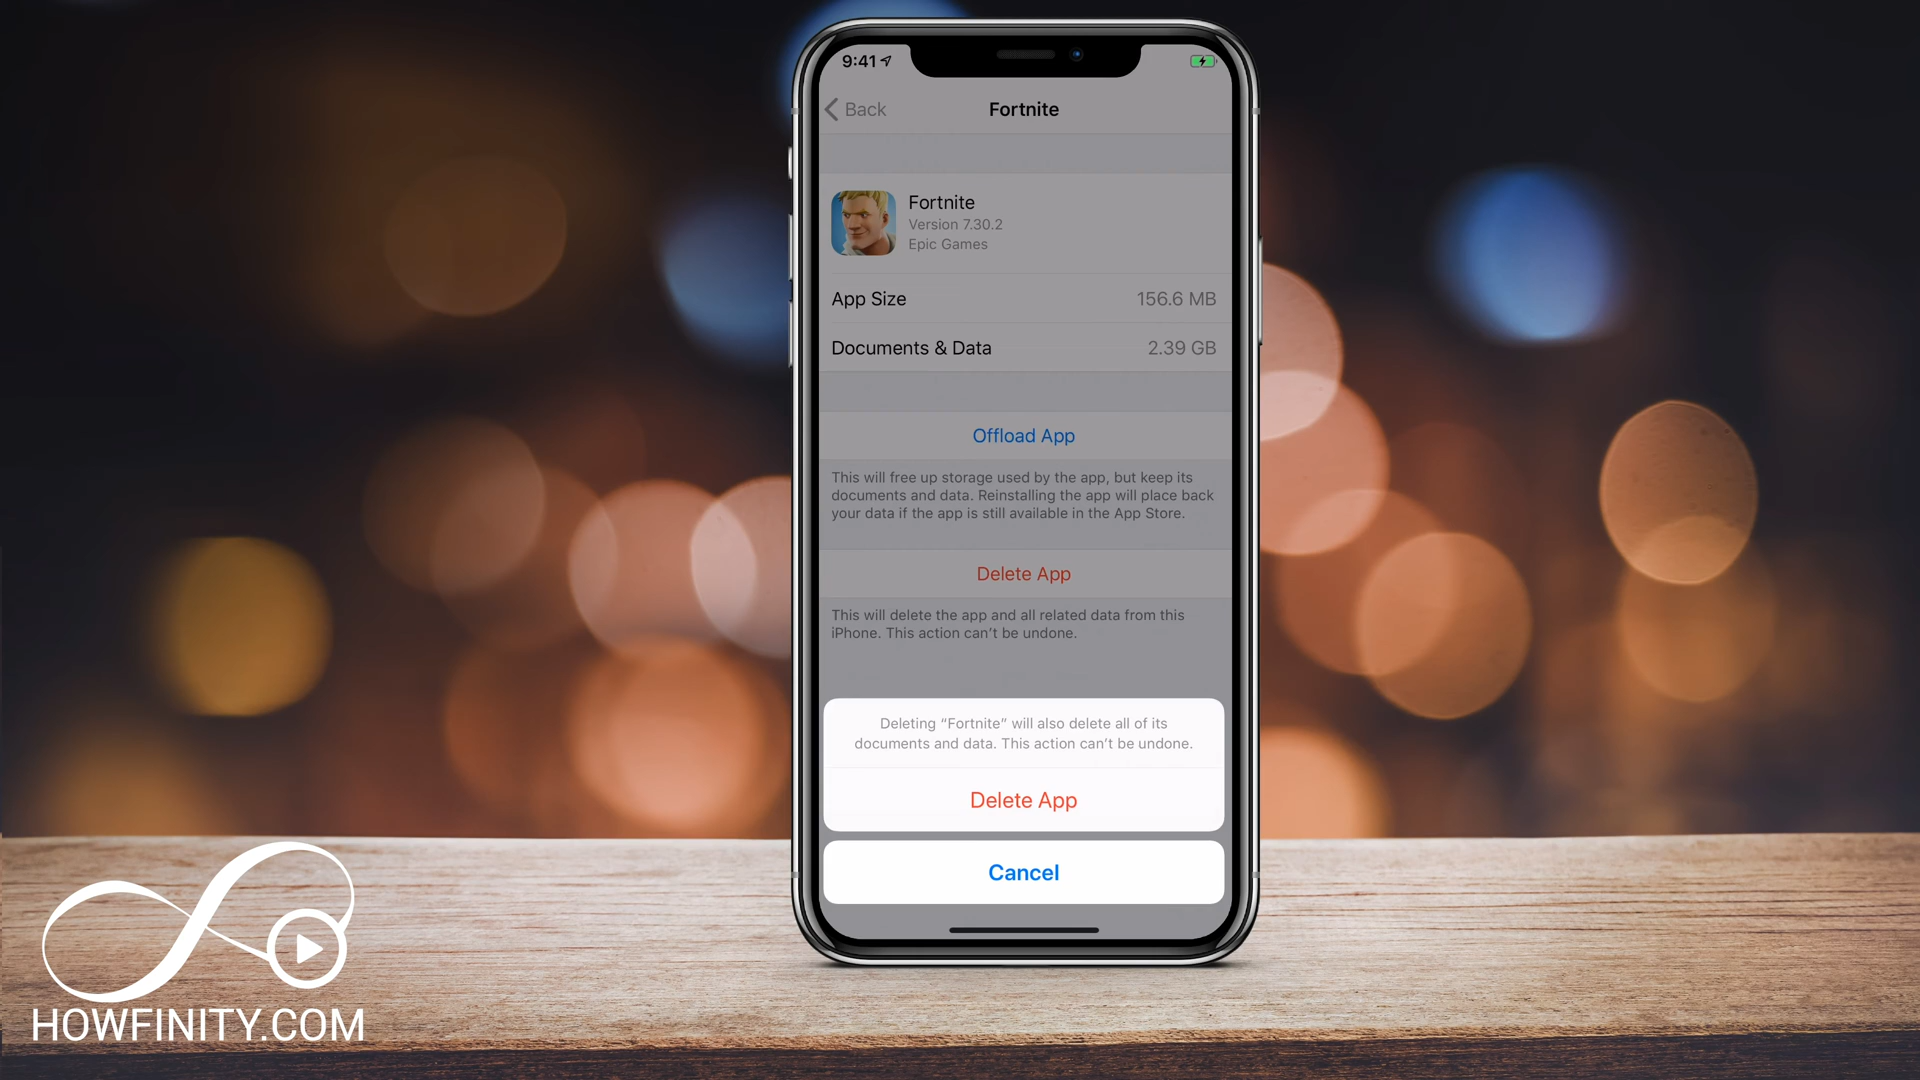 9:41
Back
Fortnite
Fortnite
Version 7.30.2
Epic Games
App Size
156.6 MB
Documents & Data
2.39 GB
Offload App
This will free up storage used by the app, but keep its
documents and data. Reinstalling the app will place back
your data if the app is still available in the App Store.
Delete App
This will delete the app and all related data from this
iPhone. This action can’t be undone.
Deleting “Fortnite” will also delete all of its
documents and data. This action can’t be undone.
Delete App
Cancel
HOWFINITY.COM